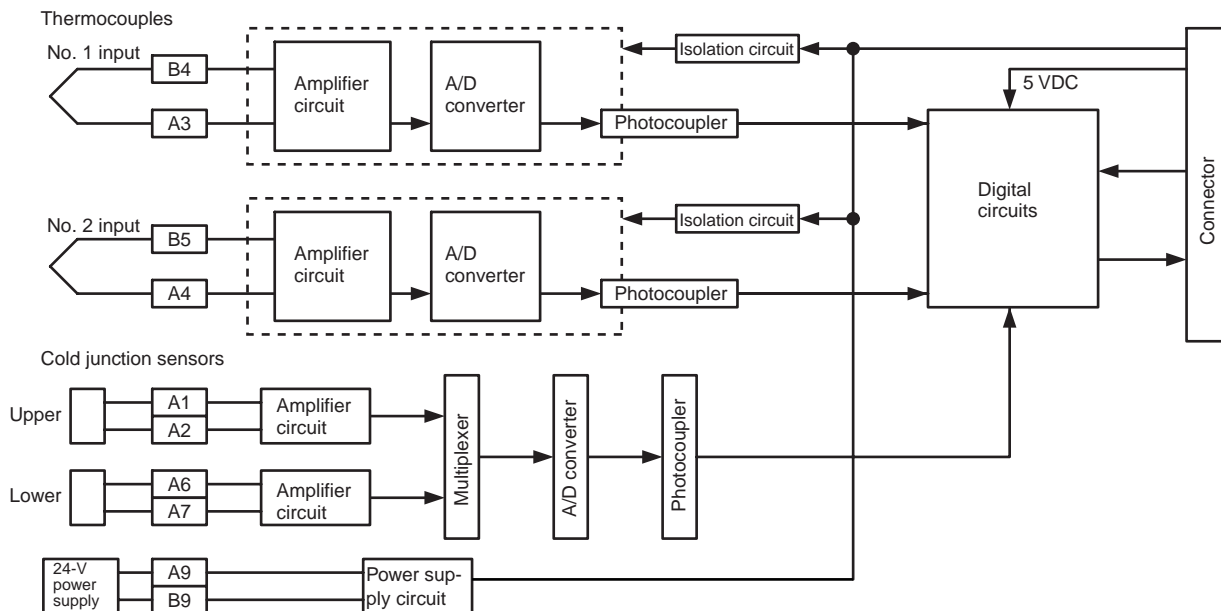 Thermocouples
No. 1 input
B4
A3
Amplifier
circuit
A/D
converter
Isolation circuit
Photocoupler
5 VDC
Digital
circuits
Connector
No. 2 input
B5
A4
Amplifier
circuit
A/D
converter
Isolation circuit
Photocoupler
Cold junction sensors
Upper
A1
A2
Amplifier
circuit
Lower
A6
A7
Amplifier
circuit
Multiplexer
A/D converter
Photocoupler
24-V
power
supply
A9
B9
Power sup-
ply circuit